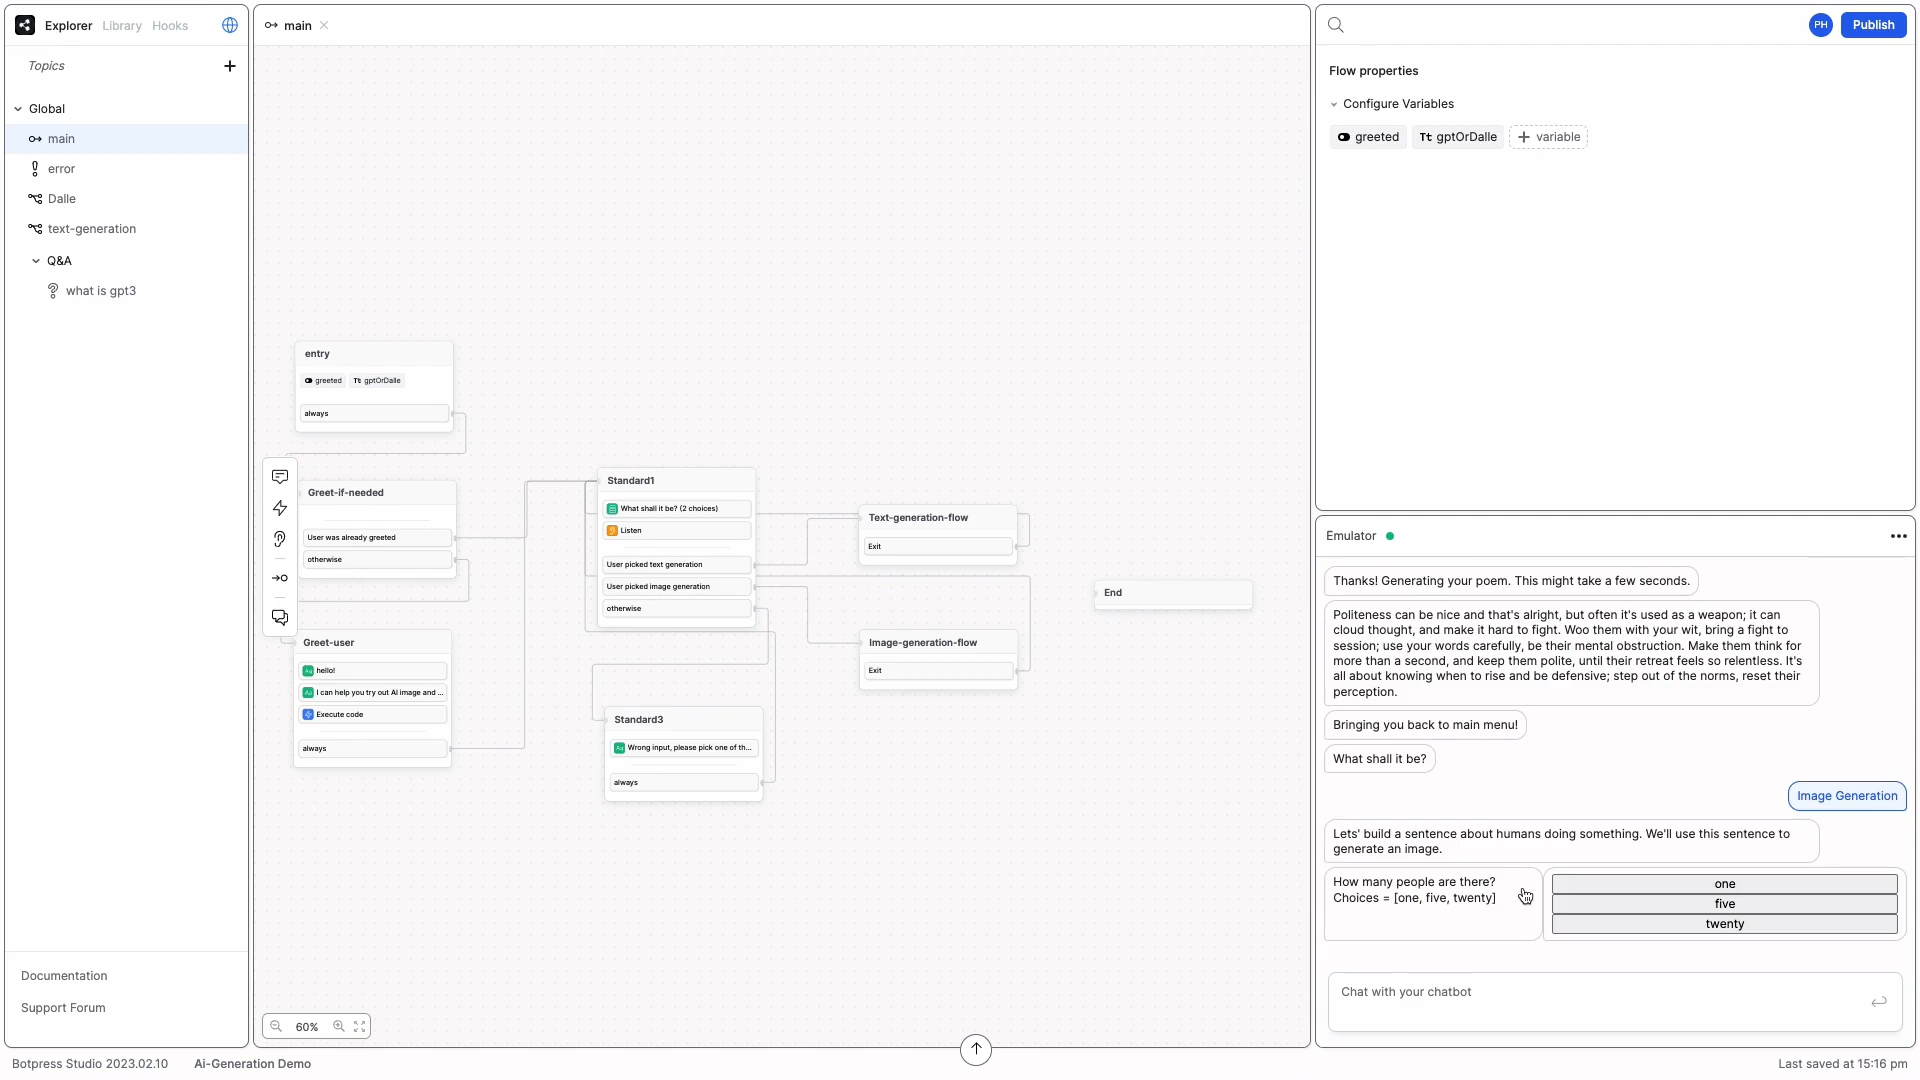 Explorer Library Hooks
Topics
Global
main
error
Dalle
text-generation
Q&A
what is gpt3
Documentation
Support Forum
main
entry
greeted Tt gptOrDalle
always
Greet-if-needed
User was already greeted
otherwise
Greet-user
hello!
I can help you try out AI image and ...
Execute code
always
Standard1
What shall it be? (2 choices)
Listen
User picked text generation
User picked image generation
otherwise
Standard3
Wrong input, please pick one of th...
always
Text-generation-flow
Exit
Image-generation-flow
Exit
End
60%
PH
Publish
Flow properties
Configure Variables
greeted Tt gptOrDalle + variable
Emulator
Thanks! Generating your poem. This might take a few seconds.
Politeness can be nice and that's alright, but often it's used as a weapon; it can
cloud thought, and make it hard to fight. Woo them with your wit, bring a fight to
session; use your words carefully, be their mental obstruction. Make them think for
more than a second, and keep them polite, until their retreat feels so relentless. It's
all about knowing when to rise and be defensive; step out of the norms, reset their
perception.
Bringing you back to main menu!
What shall it be?
Image Generation
Lets' build a sentence about humans doing something. We'll use this sentence to
generate an image.
How many people are there?
Choices = [one, five, twenty]
one
five
twenty
Chat with your chatbot
Botpress Studio 2023.02.10 Ai-Generation Demo
Last saved at 15:16 pm